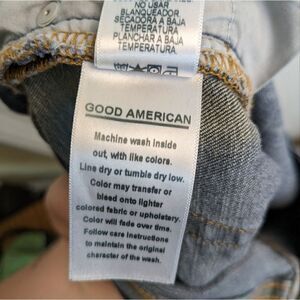 NO USAR
BLANQUEADOR
SECADORA A BAJA
TEMPERATURA
PLANCHAR A BAJA
TEMPERATURA.
GOOD AMERICAN
Machine wash inside
out, with like colors.
Line dry or tumble dry low.
Color may transfer or
bleed onto lighter
colored fabric or upholstery.
Color will fade over time.
Follow care instructions
to maintain the original
character of the wash.